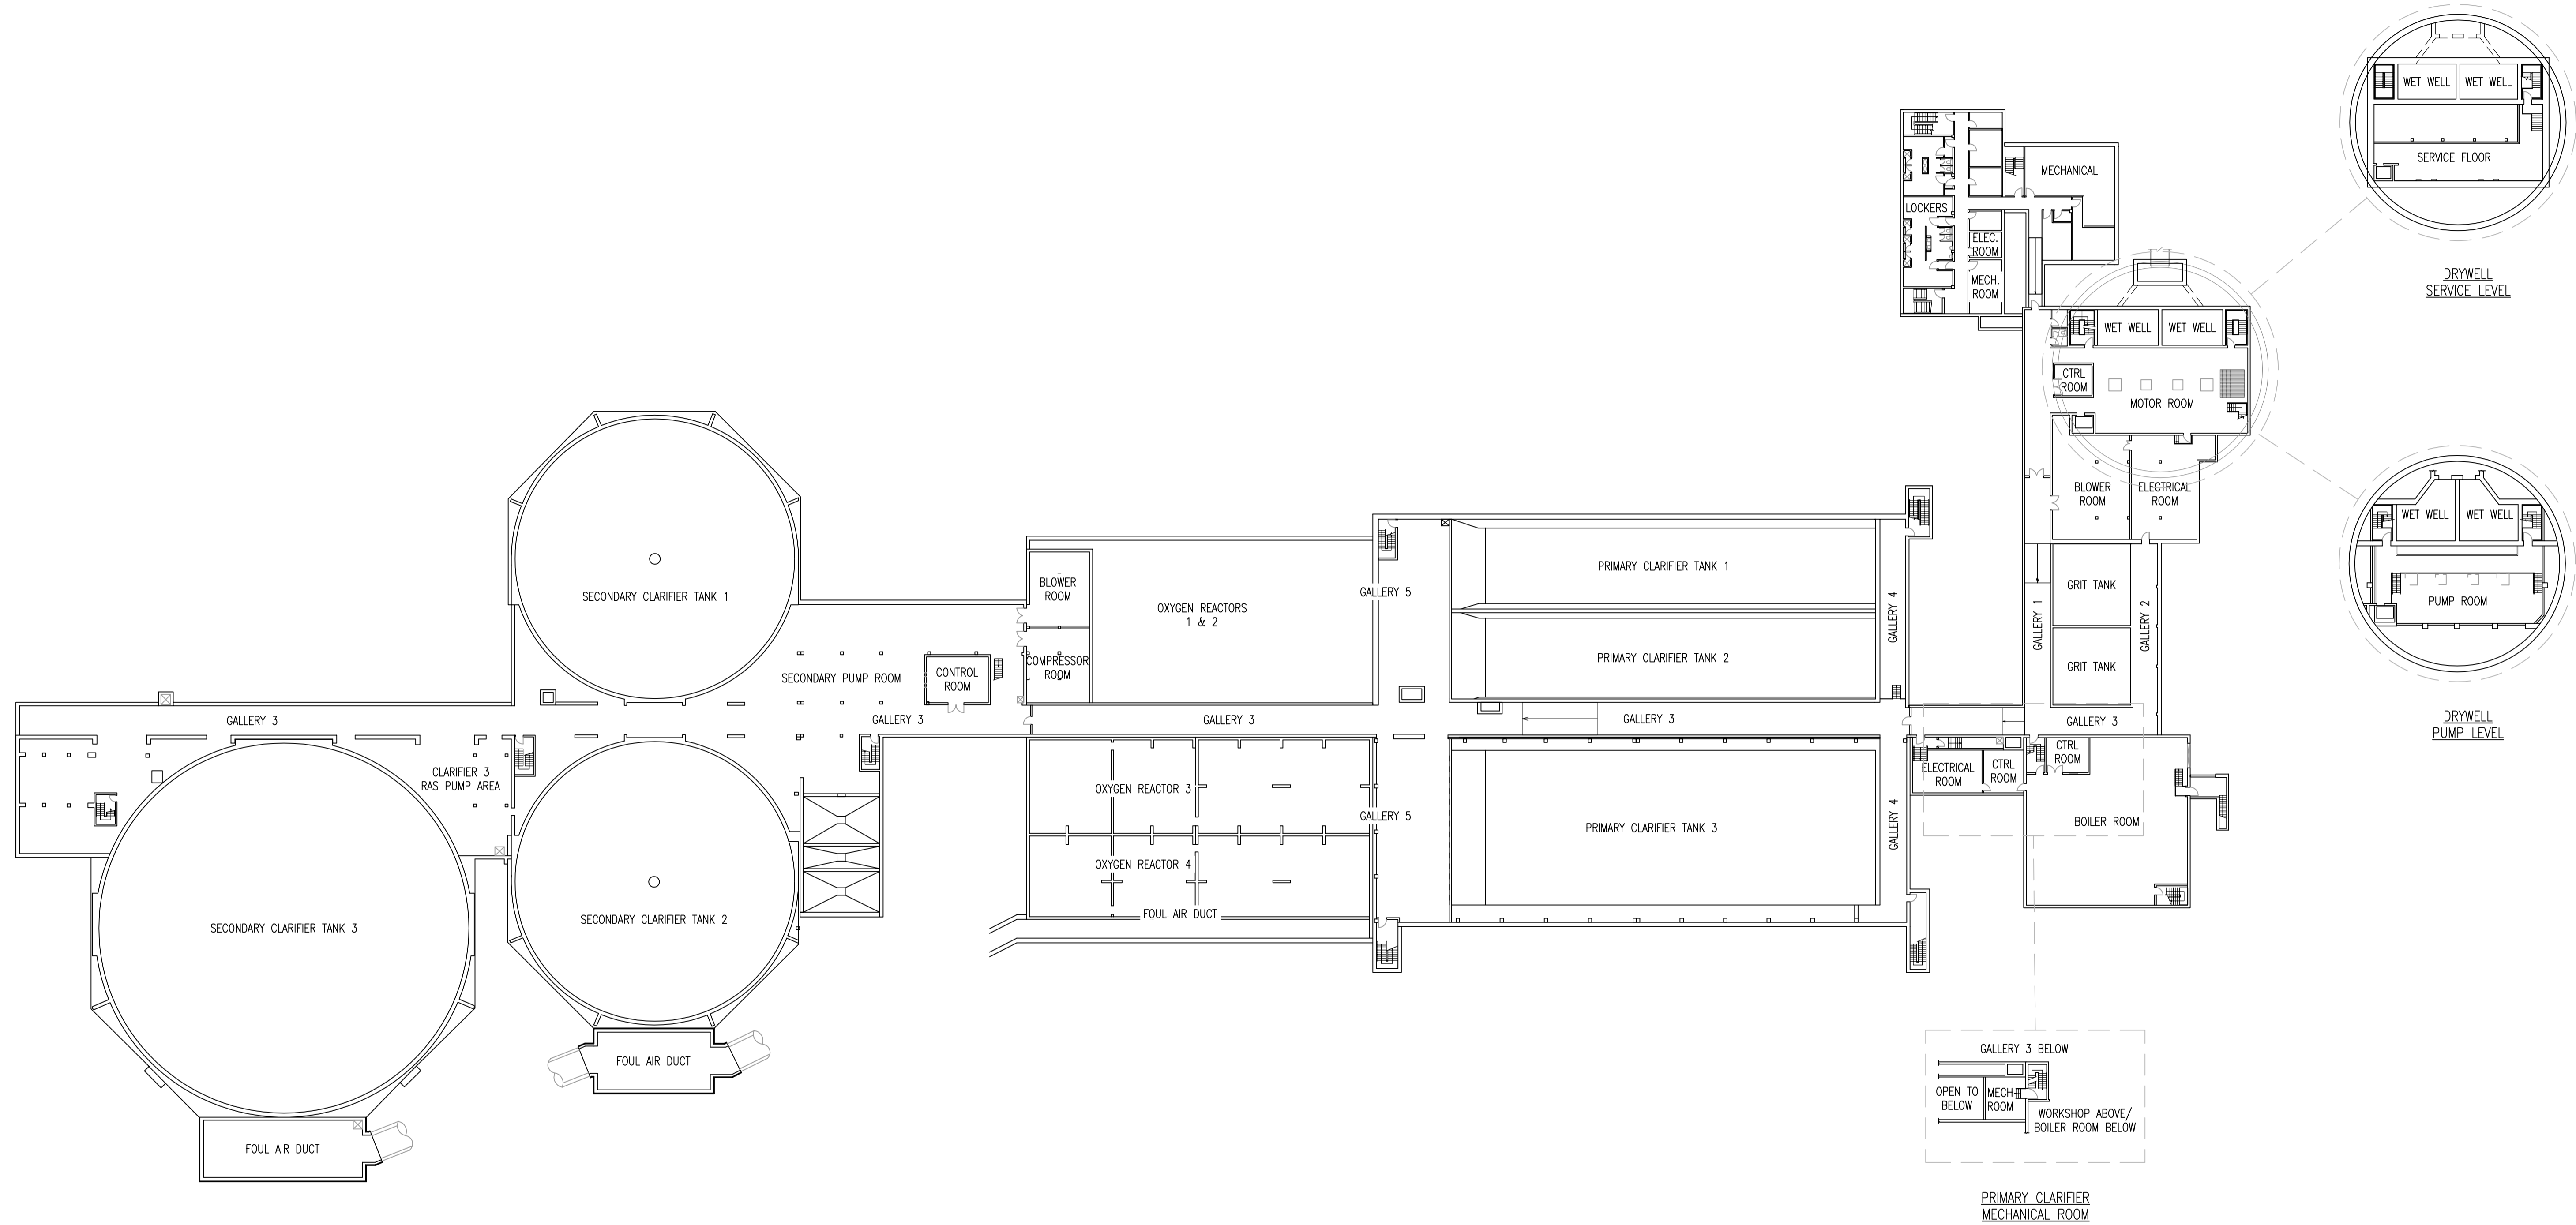 WET WELL
WET WELL
SERVICE FLOOR
DRYWELL
SERVICE LEVEL
MECHANICAL
LOCKERS
ELEC.
ROOM
MECH.
ROOM
WET WELL
WET WELL
CTRL
ROOM
MOTOR ROOM
BLOWER
ROOM
ELECTRICAL
ROOM
WET WELL
WET WELL
PUMP ROOM
DRYWELL
PUMP LEVEL
GRIT TANK
GRIT TANK
GALLERY 1
GALLERY 2
SECONDARY CLARIFIER TANK 1
BLOWER
ROOM
OXYGEN REACTORS
1 & 2
GALLERY 5
PRIMARY CLARIFIER TANK 1
PRIMARY CLARIFIER TANK 2
GALLERY 4
SECONDARY PUMP ROOM
CONTROL
ROOM
COMPRESSOR
ROOM
GALLERY 3
GALLERY 3
GALLERY 3
GALLERY 3
GALLERY 3
CLARIFIER 3
RAS PUMP AREA
OXYGEN REACTOR 3
OXYGEN REACTOR 4
FOUL AIR DUCT
GALLERY 5
PRIMARY CLARIFIER TANK 3
GALLERY 4
ELECTRICAL
ROOM
CTRL
ROOM
CTRL
ROOM
BOILER ROOM
SECONDARY CLARIFIER TANK 3
SECONDARY CLARIFIER TANK 2
FOUL AIR DUCT
FOUL AIR DUCT
GALLERY 3 BELOW
OPEN TO
BELOW
MECH
ROOM
WORKSHOP ABOVE/
BOILER ROOM BELOW
PRIMARY CLARIFIER
MECHANICAL ROOM